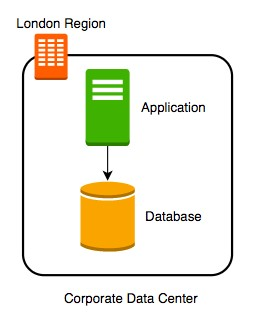 London Region
Application
Database
Corporate Data Center